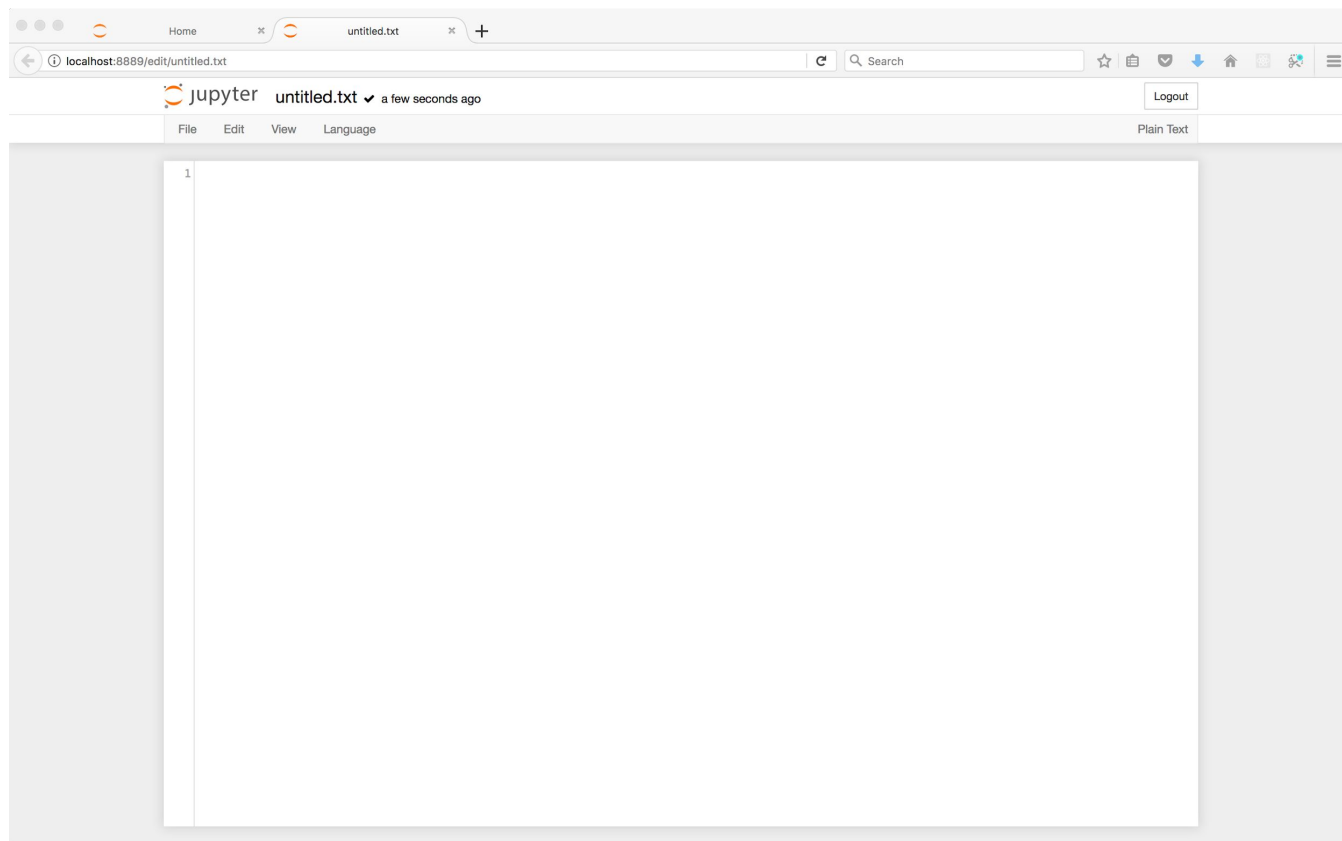 Home untitled.txt
localhost:8889/edit/untitled.txt Search
jupyter untitled.txt a few seconds ago Logout
File Edit View Language Plain Text
1